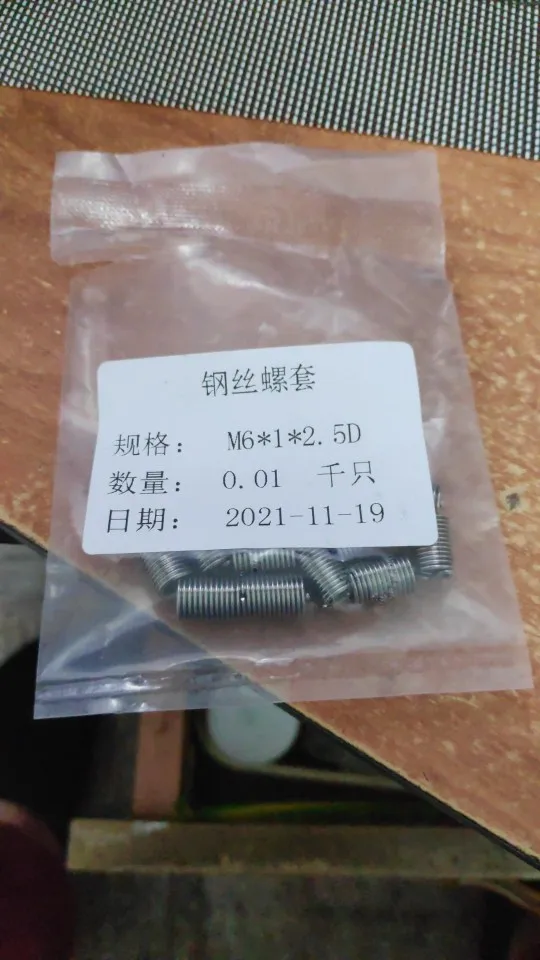 钢丝螺套
规格： M6*1*2.5D
数量： 0.01 千只
日期： 2021-11-19